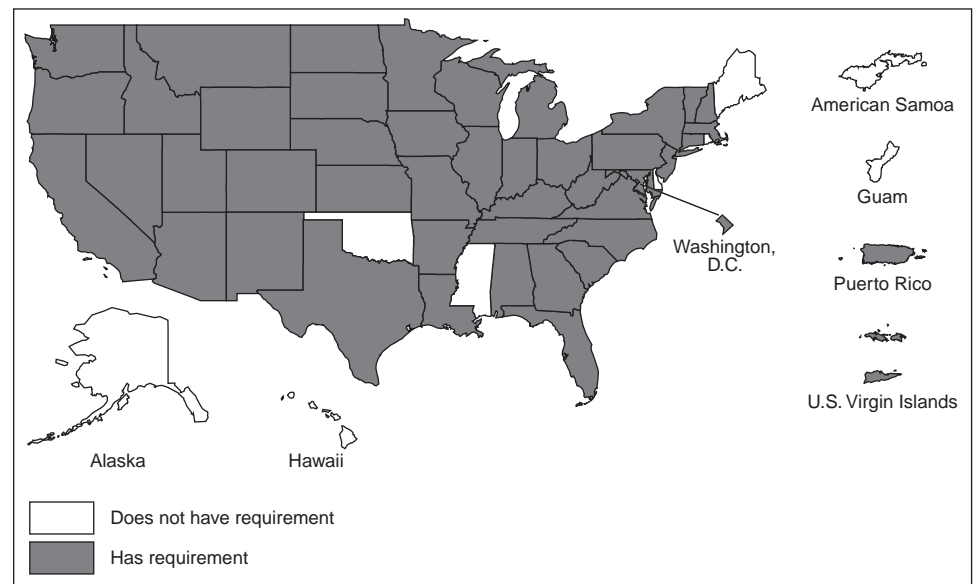 American Samoa
Guam
Washington,
D.C.
Puerto Rico
U.S. Virgin Islands
Alaska
Hawaii
Does not have requirement
Has requirement